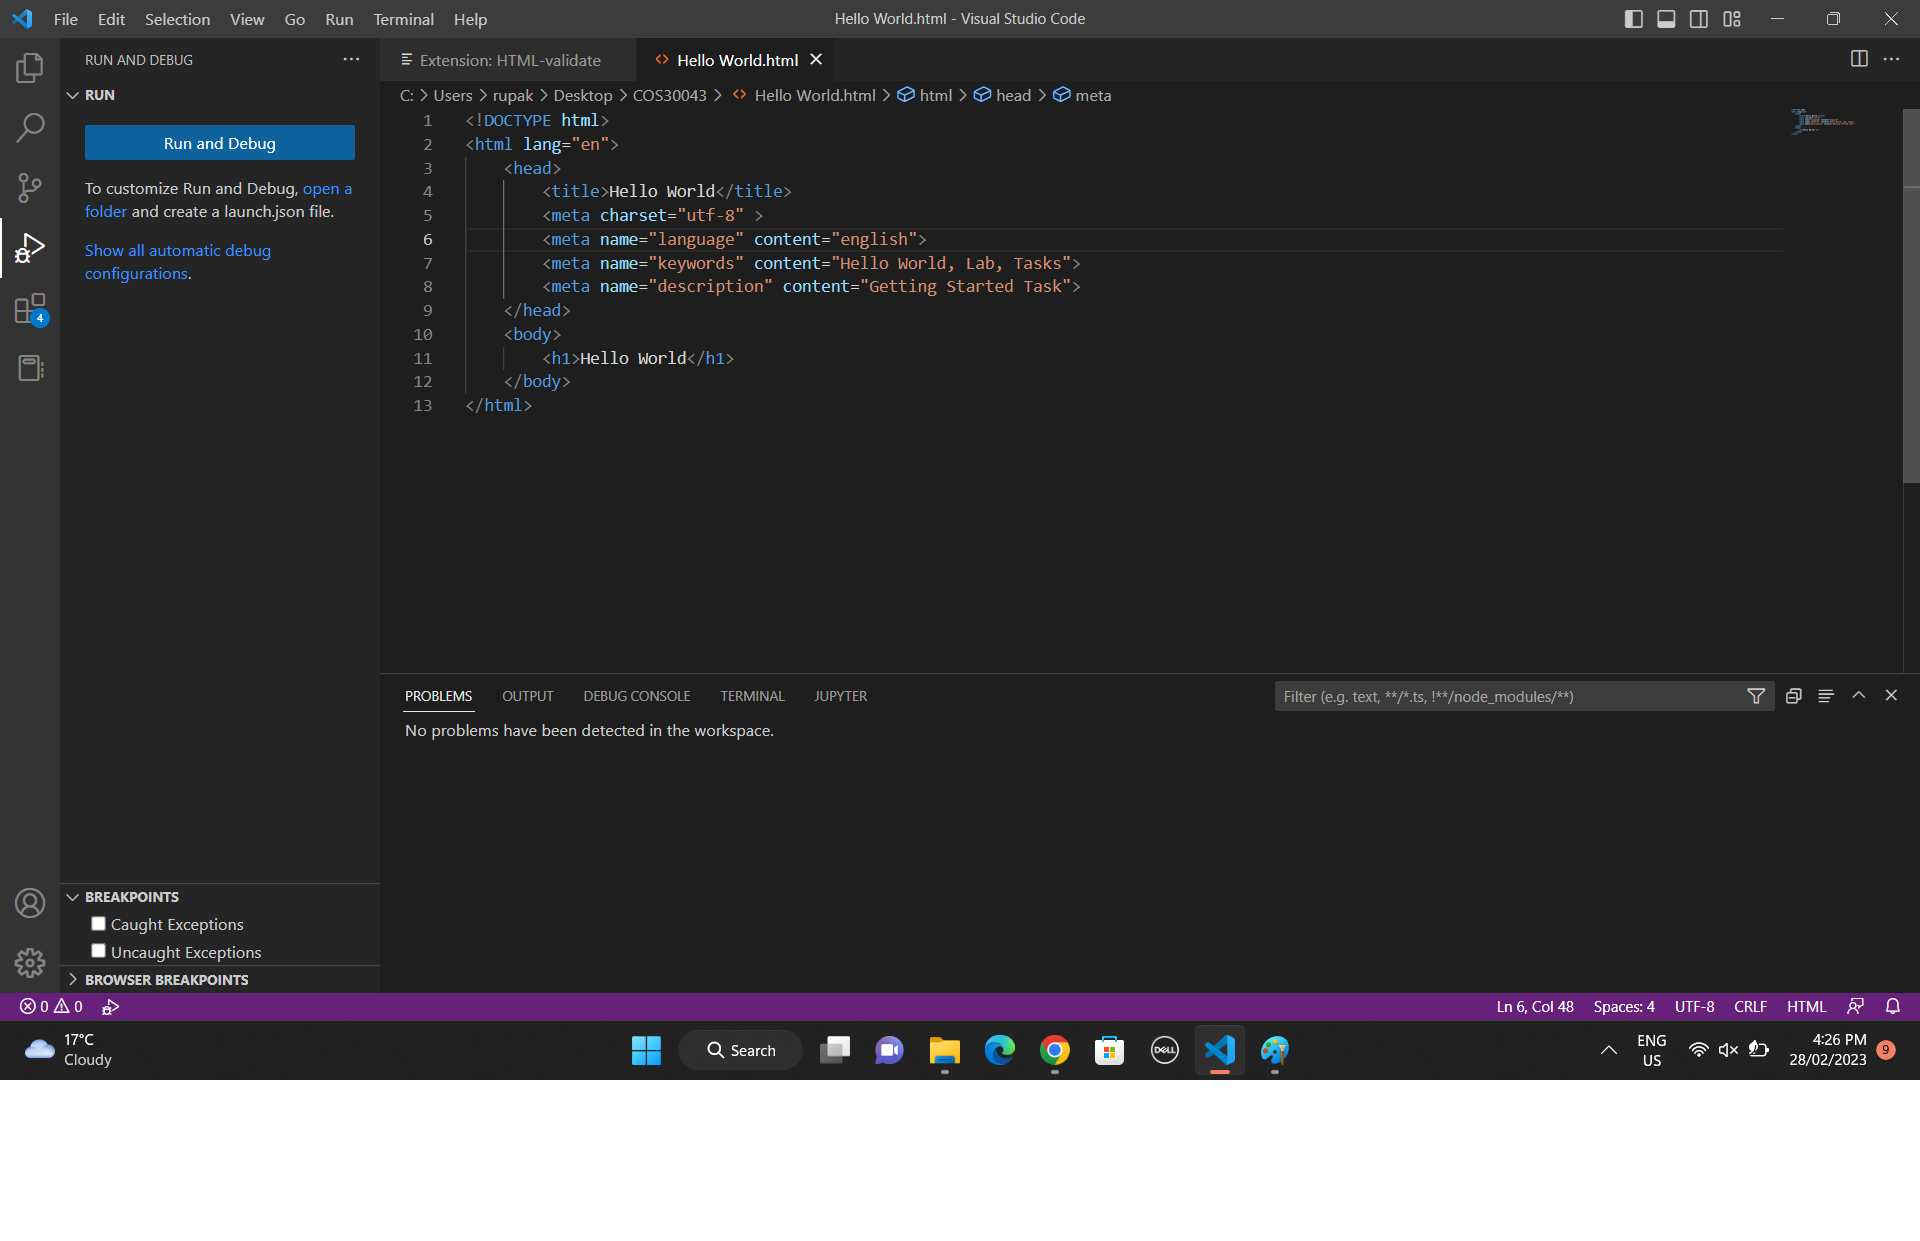 File Edit Selection View Go Run Terminal Help
Hello World.html - Visual Studio Code
RUN AND DEBUG
RUN
Run and Debug
To customize Run and Debug, open a
folder and create a launch.json file.
Show all automatic debug
configurations.
4
Extension: HTML-validate
Hello World.html
C: > Users > rupak > Desktop > COS30043 > Hello World.html > html > head > meta
1 <!DOCTYPE html>
2 <html lang="en">
3 <head>
4 <title>Hello World</title>
5 <meta charset="utf-8" >
6 <meta name="language" content="english">
7 <meta name="keywords" content="Hello World, Lab, Tasks">
8 <meta name="description" content="Getting Started Task">
9 </head>
10 <body>
11 <h1>Hello World</h1>
12 </body>
13 </html>
PROBLEMS OUTPUT DEBUG CONSOLE TERMINAL JUPYTER
Filter (e.g. text, **/*.ts, !**/node_modules/**)
No problems have been detected in the workspace.
BREAKPOINTS
Caught Exceptions
Uncaught Exceptions
BROWSER BREAKPOINTS
0 0
Ln 6, Col 48 Spaces: 4 UTF-8 CRLF HTML
17°C
Cloudy
Search
DELL
ENG
US
4:26 PM
28/02/2023
9